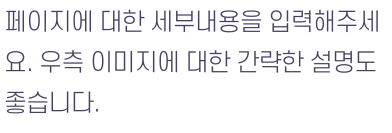 페이지에 대한 세부내용을 입력해주세
요. 우측 이미지에 대한 간략한 설명도
좋습니다.